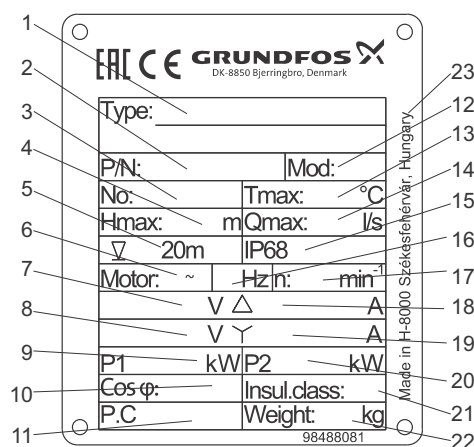 1
2
3
4
5
6
7
8
9
10
11
EAC CE GRUNDFOS
DK-8850 Bjerringbro, Denmark
Type:
P/N: Mod:
No: Tmax: °C
Hmax: m Qmax: l/s
20m IP68
Motor: ~ Hz n: min⁻¹
V △ A
V Y A
P1 kW P2 kW
Cos φ: Insul.class:
P.C Weight: kg
98488081
Made in H-8000 Székesfehérvár, Hungary
23
12
13
14
15
16
17
18
19
20
21
22